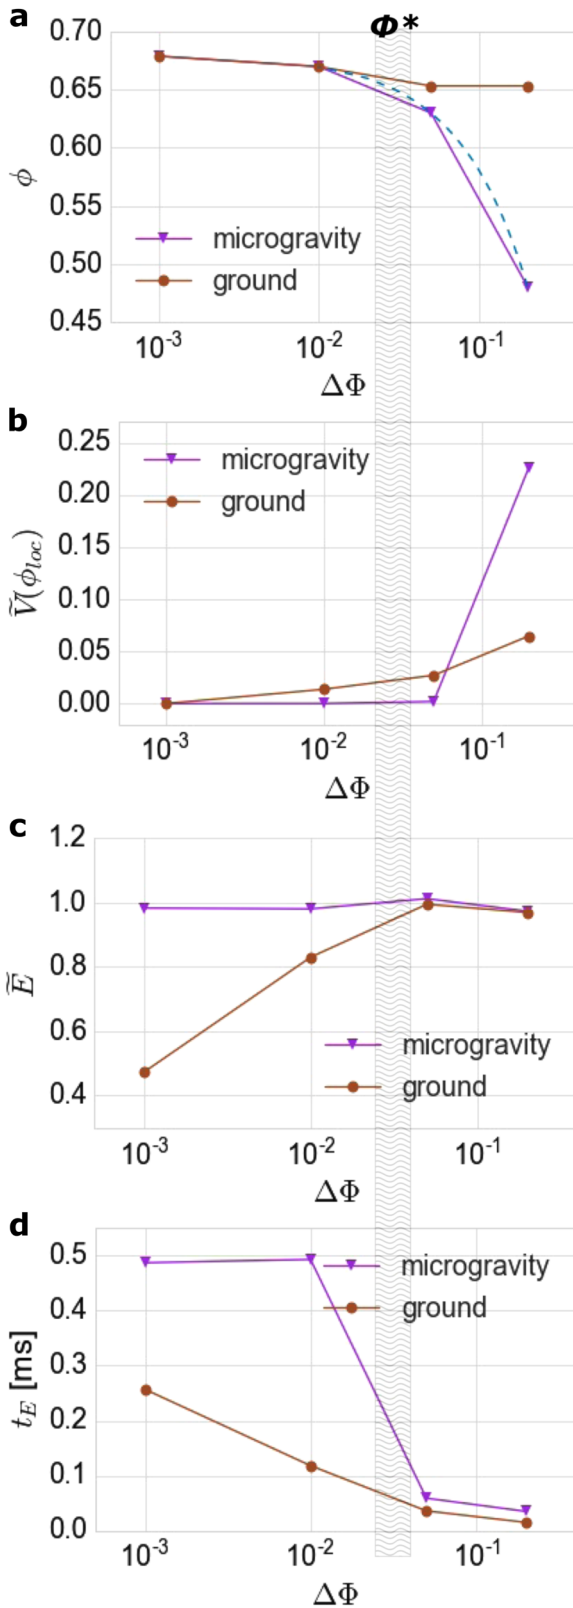 a
Φ*
0.70
0.65
0.60
0.55
0.50
0.45
ϕ
microgravity
ground
10⁻³ 10⁻² 10⁻¹
ΔΦ
b
0.25
0.20
0.15
0.10
0.05
0.00
Ṽ(ϕ_loc)
microgravity
ground
10⁻³ 10⁻² 10⁻¹
ΔΦ
c
1.2
1.0
0.8
0.6
0.4
Ẽ
microgravity
ground
10⁻³ 10⁻² 10⁻¹
ΔΦ
d
0.5
0.4
0.3
0.2
0.1
0.0
t_E [ms]
microgravity
ground
10⁻³ 10⁻² 10⁻¹
ΔΦ